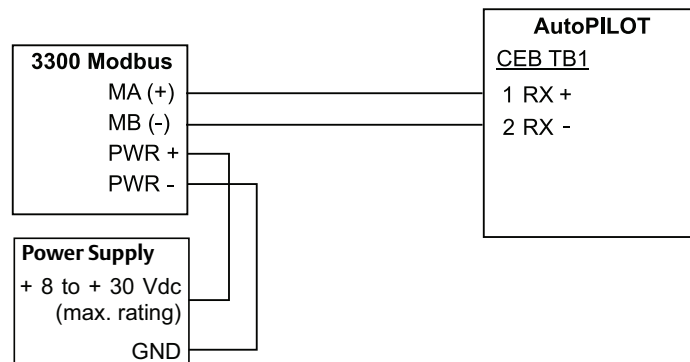 3300 Modbus
MA (+)
MB (-)
PWR +
PWR -
Power Supply
+ 8 to + 30 Vdc
(max. rating)
GND
AutoPILOT
CEB TB1
1 RX +
2 RX -